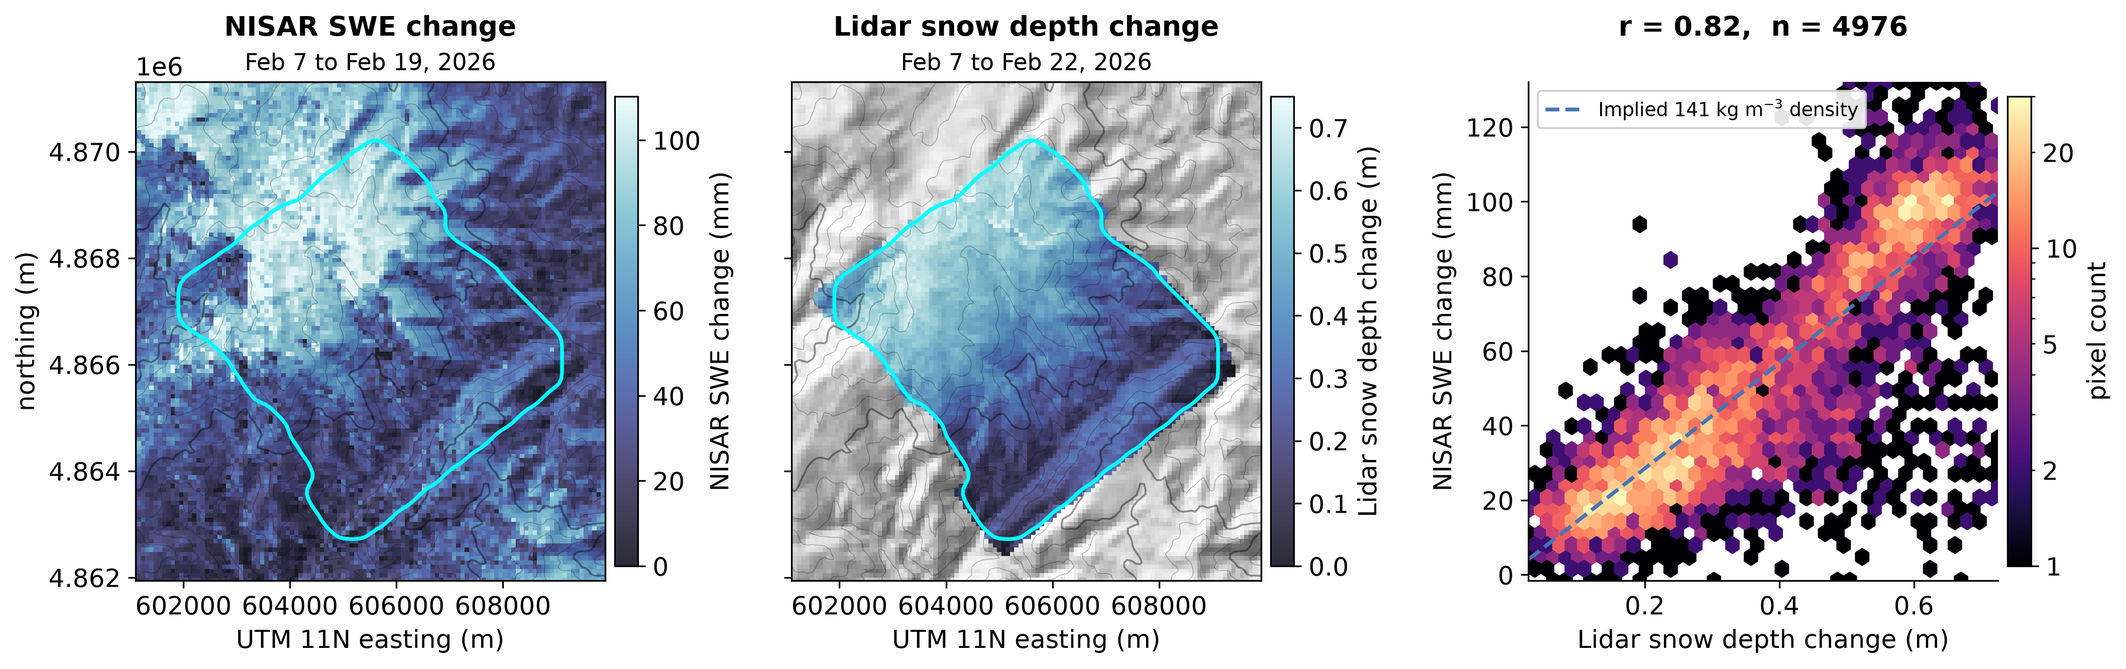 NISAR SWE change
Feb 7 to Feb 19, 2026
1e6
4.870
4.868
4.866
4.864
4.862
northing (m)
602000 604000 606000 608000
UTM 11N easting (m)
100
80
60
40
20
0
NISAR SWE change (mm)
Lidar snow depth change
Feb 7 to Feb 22, 2026
602000 604000 606000 608000
UTM 11N easting (m)
0.7
0.6
0.5
0.4
0.3
0.2
0.1
0.0
Lidar snow depth change (m)
r = 0.82, n = 4976
Implied 141 kg m⁻³ density
120
100
80
60
40
20
0
NISAR SWE change (mm)
0.2 0.4 0.6
Lidar snow depth change (m)
20
10
5
2
1
pixel count